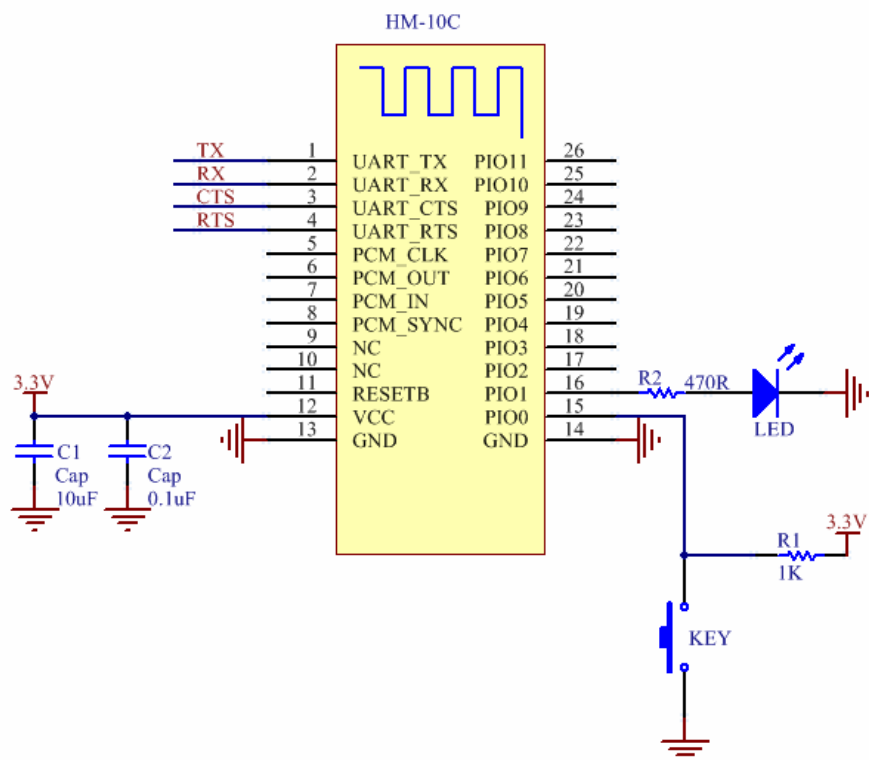 HM-10C
TX 1 UART_TX PIO11 26
RX 2 UART_RX PIO10 25
CTS 3 UART_CTS PIO9 24
RTS 4 UART_RTS PIO8 23
5 PCM_CLK PIO7 22
6 PCM_OUT PIO6 21
7 PCM_IN PIO5 20
8 PCM_SYNC PIO4 19
9 NC PIO3 18
10 NC PIO2 17
11 RESETB PIO1 16
12 VCC PIO0 15
13 GND GND 14
3.3V
C1
Cap
10uF
C2
Cap
0.1uF
R2 470R
LED
3.3V
R1
1K
KEY